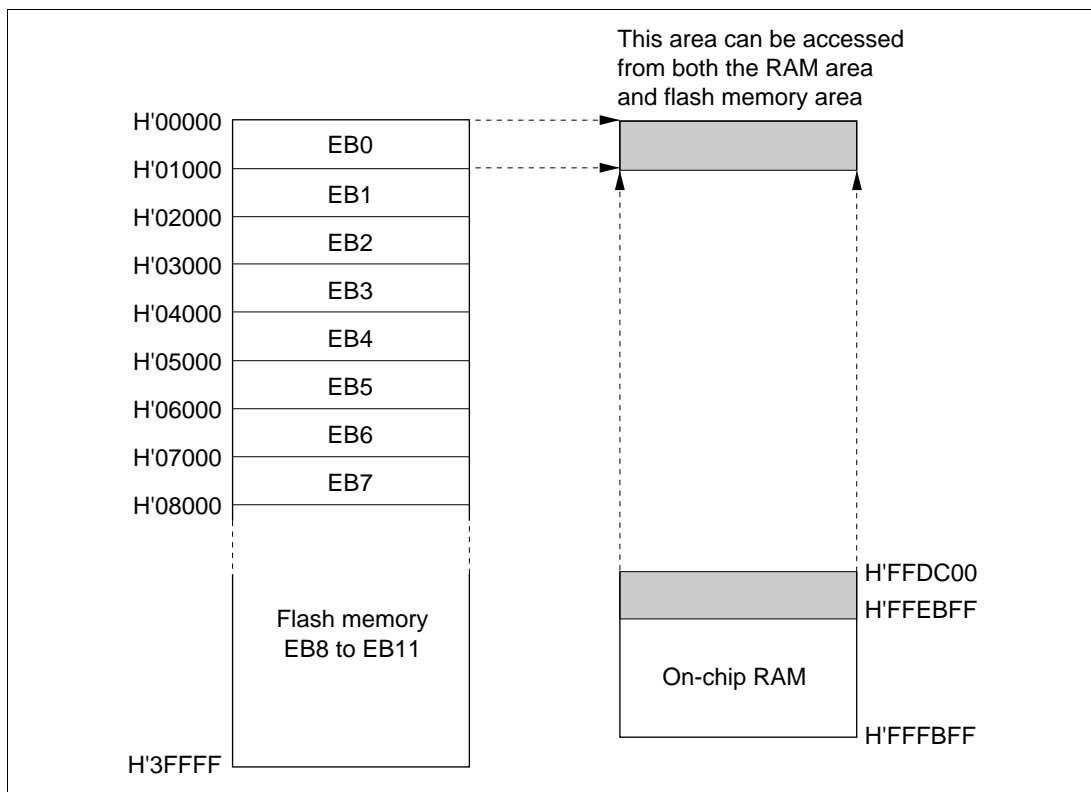 This area can be accessed
from both the RAM area
and flash memory area
H'00000
EB0
H'01000
EB1
H'02000
EB2
H'03000
EB3
H'04000
EB4
H'05000
EB5
H'06000
EB6
H'07000
EB7
H'08000
Flash memory
EB8 to EB11
H'3FFFF
H'FFDC00
H'FFEBFF
On-chip RAM
H'FFFBFF